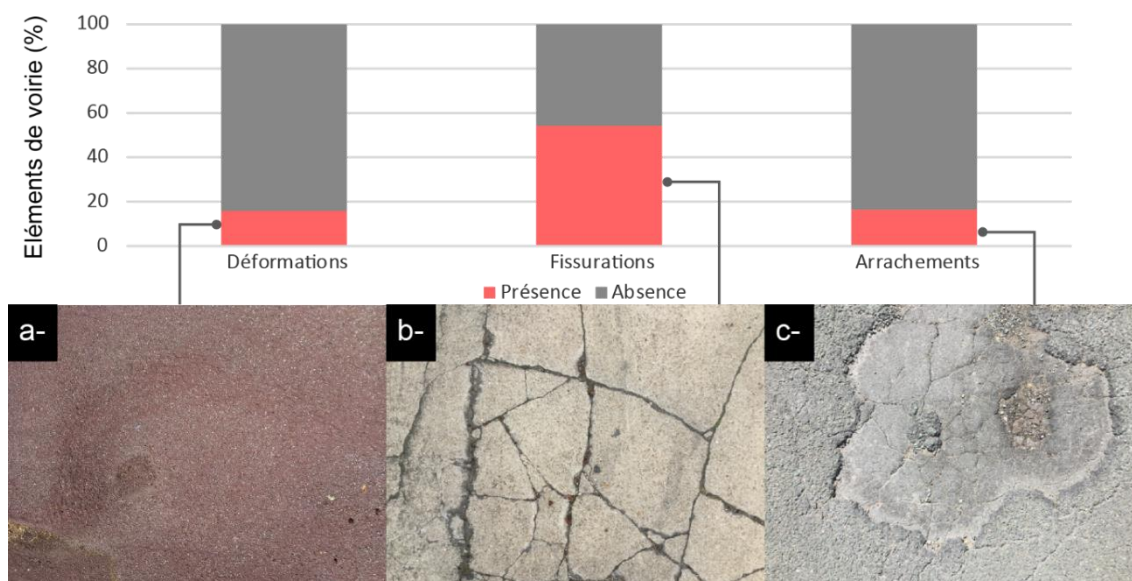 Eléments de voirie (%)
100
80
60
40
20
0
Déformations Fissurations Arrachements
Présence Absence
a- b- c-